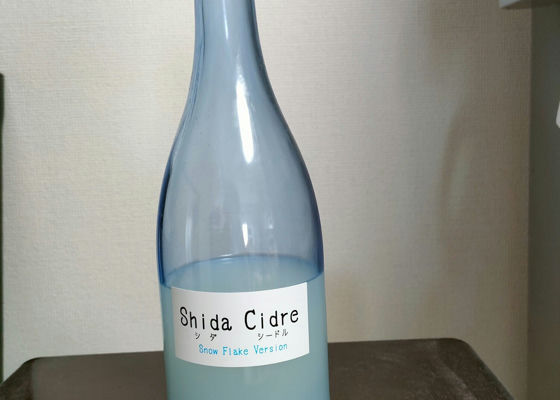 Shida Cidre
シダ シードル
Snow Flake Version